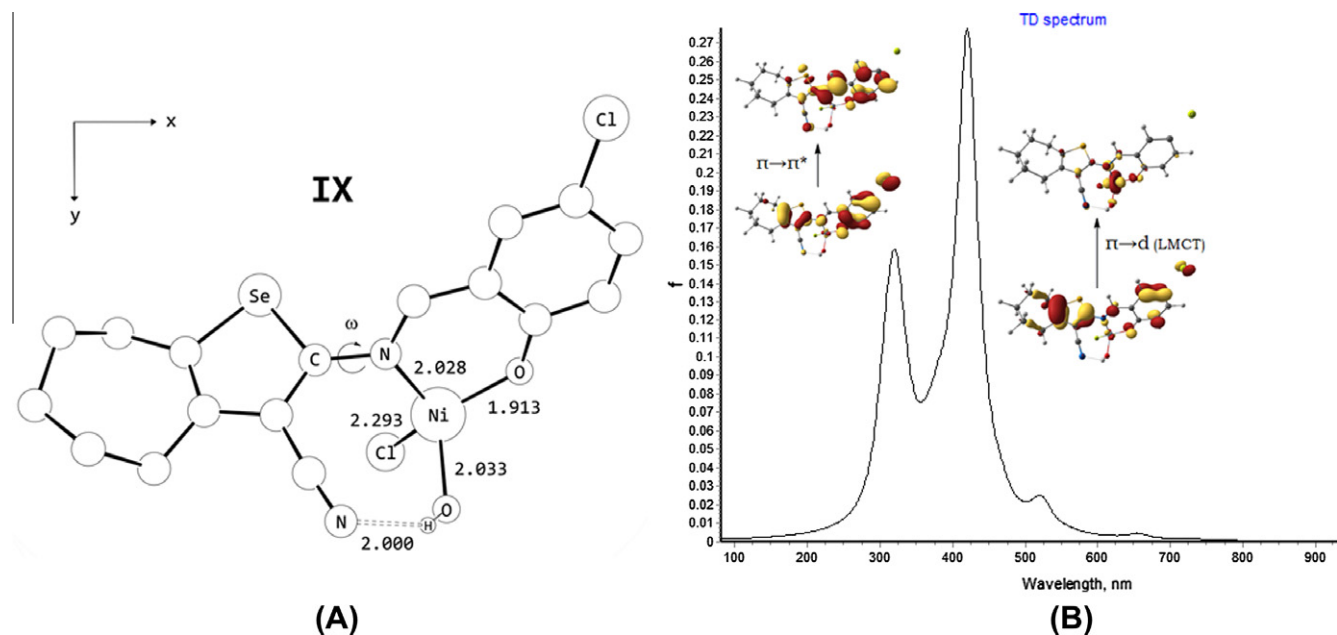 x
y
IX
Cl
Se
C
ω
N
O
2.028
1.913
Ni
2.293
Cl
2.033
N
H
O
2.000
(A)
TD spectrum
0.27
0.26
0.25
0.24
0.23
0.22
0.21
0.2
0.19
0.18
0.17
0.16
0.15
0.14
0.13
0.12
0.11
0.1
0.09
0.08
0.07
0.06
0.05
0.04
0.03
0.02
0.01
0
f
π→π*
π→d (LMCT)
100 200 300 400 500 600 700 800 900
Wavelength, nm
(B)